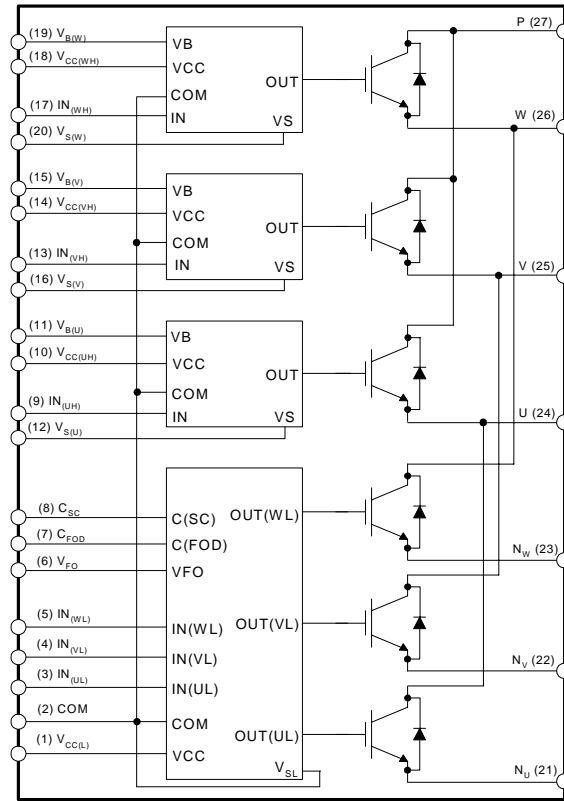 (19) VB(W)
VB
P (27)
(18) VCC(WH)
VCC
OUT
COM
(17) IN(WH)
IN
W (26)
VS
(20) VS(W)
(15) VB(V)
VB
(14) VCC(VH)
VCC
OUT
COM
(13) IN(VH)
IN
V (25)
VS
(16) VS(V)
(11) VB(U)
VB
(10) VCC(UH)
VCC
OUT
COM
(9) IN(UH)
IN
U (24)
VS
(12) VS(U)
(8) CSC
C(SC)
OUT(WL)
(7) CFOD
C(FOD)
NW (23)
(6) VFO
VFO
(5) IN(WL)
IN(WL)
OUT(VL)
(4) IN(VL)
IN(VL)
NV (22)
(3) IN(UL)
IN(UL)
(2) COM
COM
OUT(UL)
(1) VCC(L)
VCC
VSL
NU (21)